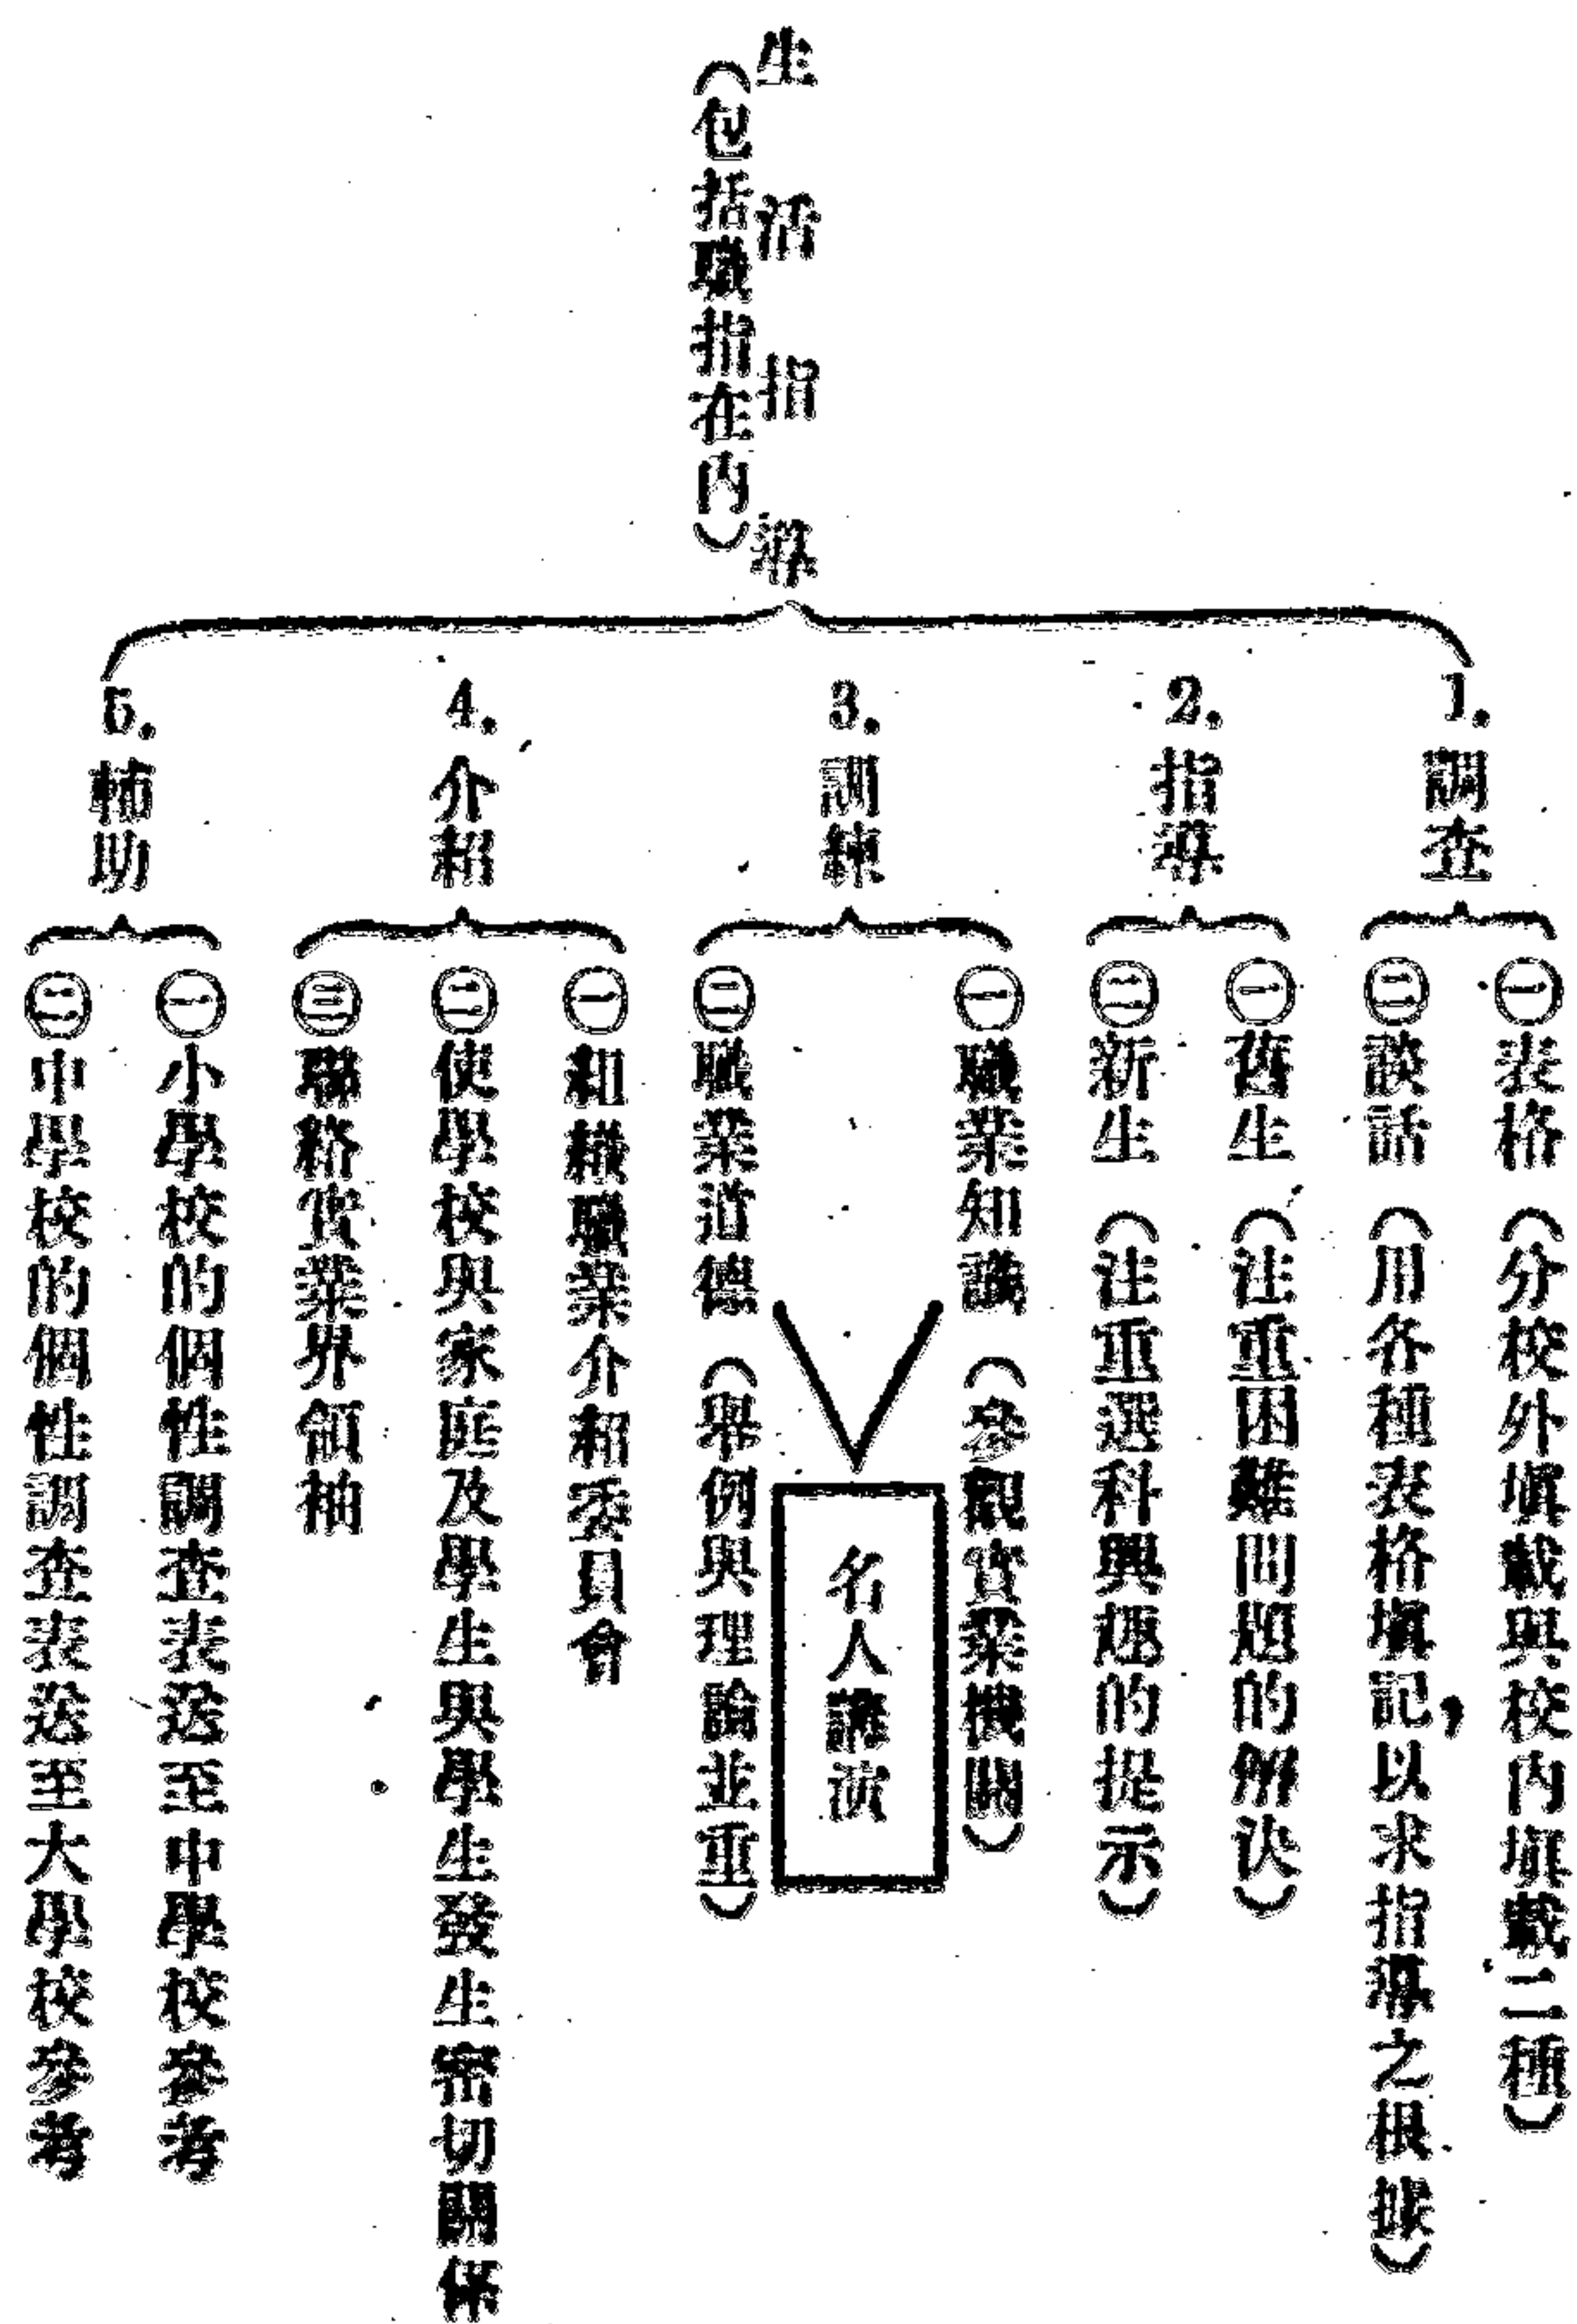 生活指導
（包括職指在內）
1. 調查
㊀表格（分校外填載與校內填載二種）
㊁談話（用各種表格填記，以求指導之根據）
2. 指導
㊀舊生（注重困難問題的解决）
㊁新生（注重選科興趣的提示）
3. 訓練
㊀職業知識（參觀實業機關）
㊁職業道德（舉例與理論並重）
名人講演
4. 介紹
㊀組織職業介紹委員會
㊁使學校與家庭及學生與學生發生密切關係
㊂聯絡實業界領袖
5. 輔助
㊀小學校的個性調查表送至中學校參考
㊁中學校的個性調查表送至大學校參考